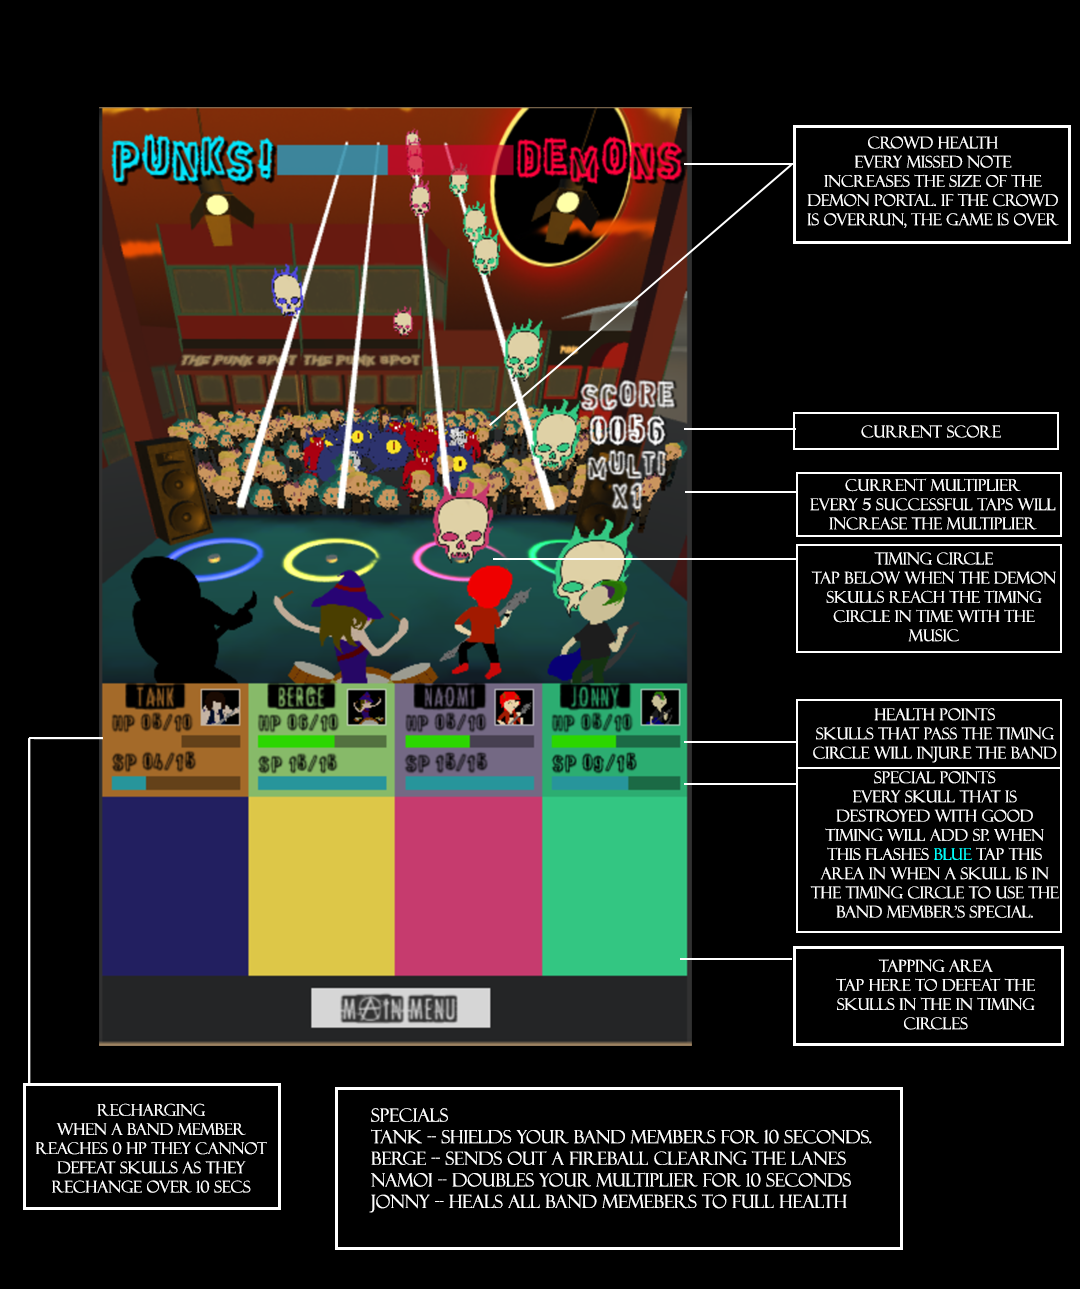 PUNKS!
DEMONS
THE PUNK SPOT THE PUNK SPOT
PUNK
SCORE
0056
MULTI
X1
TANK
HP 05/10
SP 04/15
BERGE
HP 06/10
SP 15/15
NAOMI
HP 05/10
SP 15/15
JONNY
HP 05/10
SP 09/15
MAIN MENU
CROWD HEALTH
EVERY MISSED NOTE
INCREASES THE SIZE OF THE
DEMON PORTAL. IF THE CROWD
IS OVERRUN, THE GAME IS OVER
CURRENT SCORE
CURRENT MULTIPLIER
EVERY 5 SUCCESSFUL TAPS WILL
INCREASE THE MULTIPLIER
TIMING CIRCLE
TAP BELOW WHEN THE DEMON
SKULLS REACH THE TIMING
CIRCLE IN TIME WITH THE
MUSIC
HEALTH POINTS
SKULLS THAT PASS THE TIMING
CIRCLE WILL INJURE THE BAND
SPECIAL POINTS
EVERY SKULL THAT IS
DESTROYED WITH GOOD
TIMING WILL ADD SP. WHEN
THIS FLASHES BLUE TAP THIS
AREA IN WHEN A SKULL IS IN
THE TIMING CIRCLE TO USE THE
BAND MEMBER'S SPECIAL.
TAPPING AREA
TAP HERE TO DEFEAT THE
SKULLS IN THE IN TIMING
CIRCLES
RECHARGING
WHEN A BAND MEMBER
REACHES 0 HP THEY CANNOT
DEFEAT SKULLS AS THEY
RECHANGE OVER 10 SECS
SPECIALS
TANK – SHIELDS YOUR BAND MEMBERS FOR 10 SECONDS.
BERGE – SENDS OUT A FIREBALL CLEARING THE LANES
NAMOI – DOUBLES YOUR MULTIPLIER FOR 10 SECONDS
JONNY – HEALS ALL BAND MEMEBERS TO FULL HEALTH